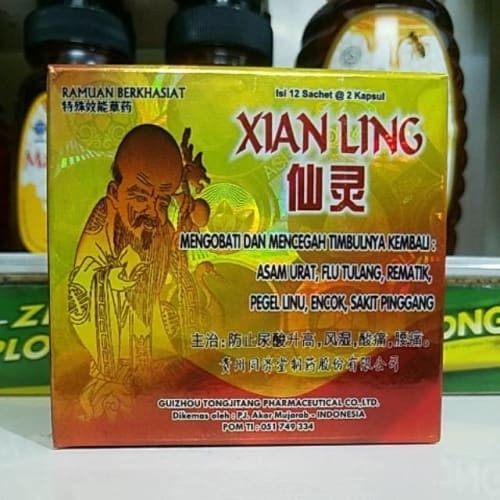 RAMUAN BERKHASIAT
特殊效能草药
Isi 12 Sachet @ 2 Kapsul
XIAN LING
仙灵
MENGOBATI DAN MENCEGAH TIMBULNYA KEMBALI :
ASAM URAT, FLU TULANG, REMATIK,
PEGEL LINU, ENCOK, SAKIT PINGGANG
主治: 防止尿酸升高, 风湿, 酸痛, 腰痛。
贵州同济堂制药股份有限公司
GUIZHOU TONGJITANG PHARMACEUTICAL CO.,LTD.
Dikemas oleh : PJ. Akar Mujarab - INDONESIA
POM TI : 051 749 334